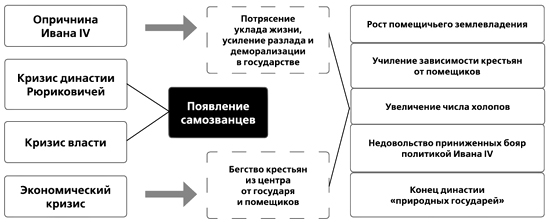 Опричнина
Ивана IV
Кризис династии
Рюриковичей
Кризис власти
Экономический
кризис
Появление
самозванцев
Потрясение
уклада жизни,
усиление разлада и
деморализации
в государстве
Бегство крестьян
из центра
от государя
и помещиков
Рост помещичьего землевладения
Училение зависимости крестьян
от помещиков
Увеличение числа холопов
Недовольство приниженных бояр
политикой Ивана IV
Конец династии
«природных государей»